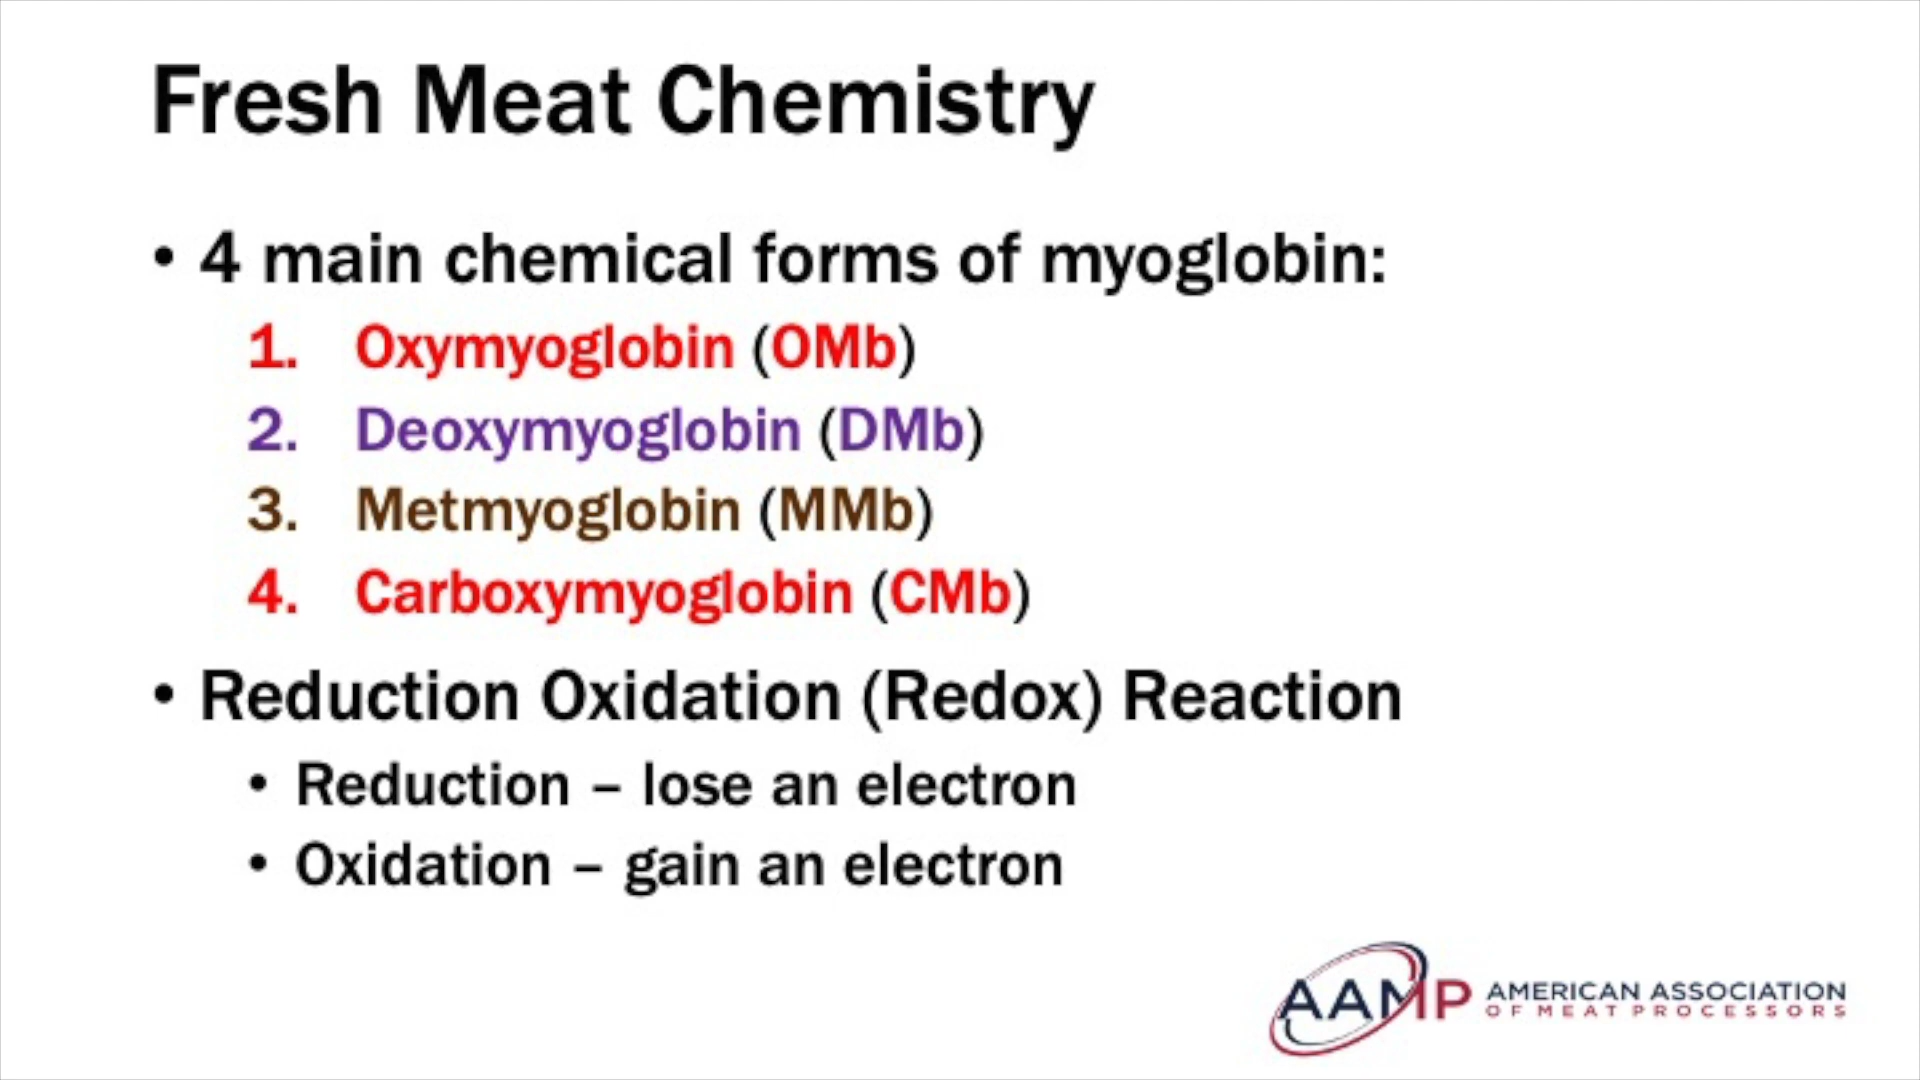 Fresh Meat Chemistry
• 4 main chemical forms of myoglobin:
1. Oxymyoglobin (OMb)
2. Deoxymyoglobin (DMb)
3. Metmyoglobin (MMb)
4. Carboxymyoglobin (CMb)
• Reduction Oxidation (Redox) Reaction
• Reduction – lose an electron
• Oxidation – gain an electron
AAMP AMERICAN ASSOCIATION
OF MEAT PROCESSORS